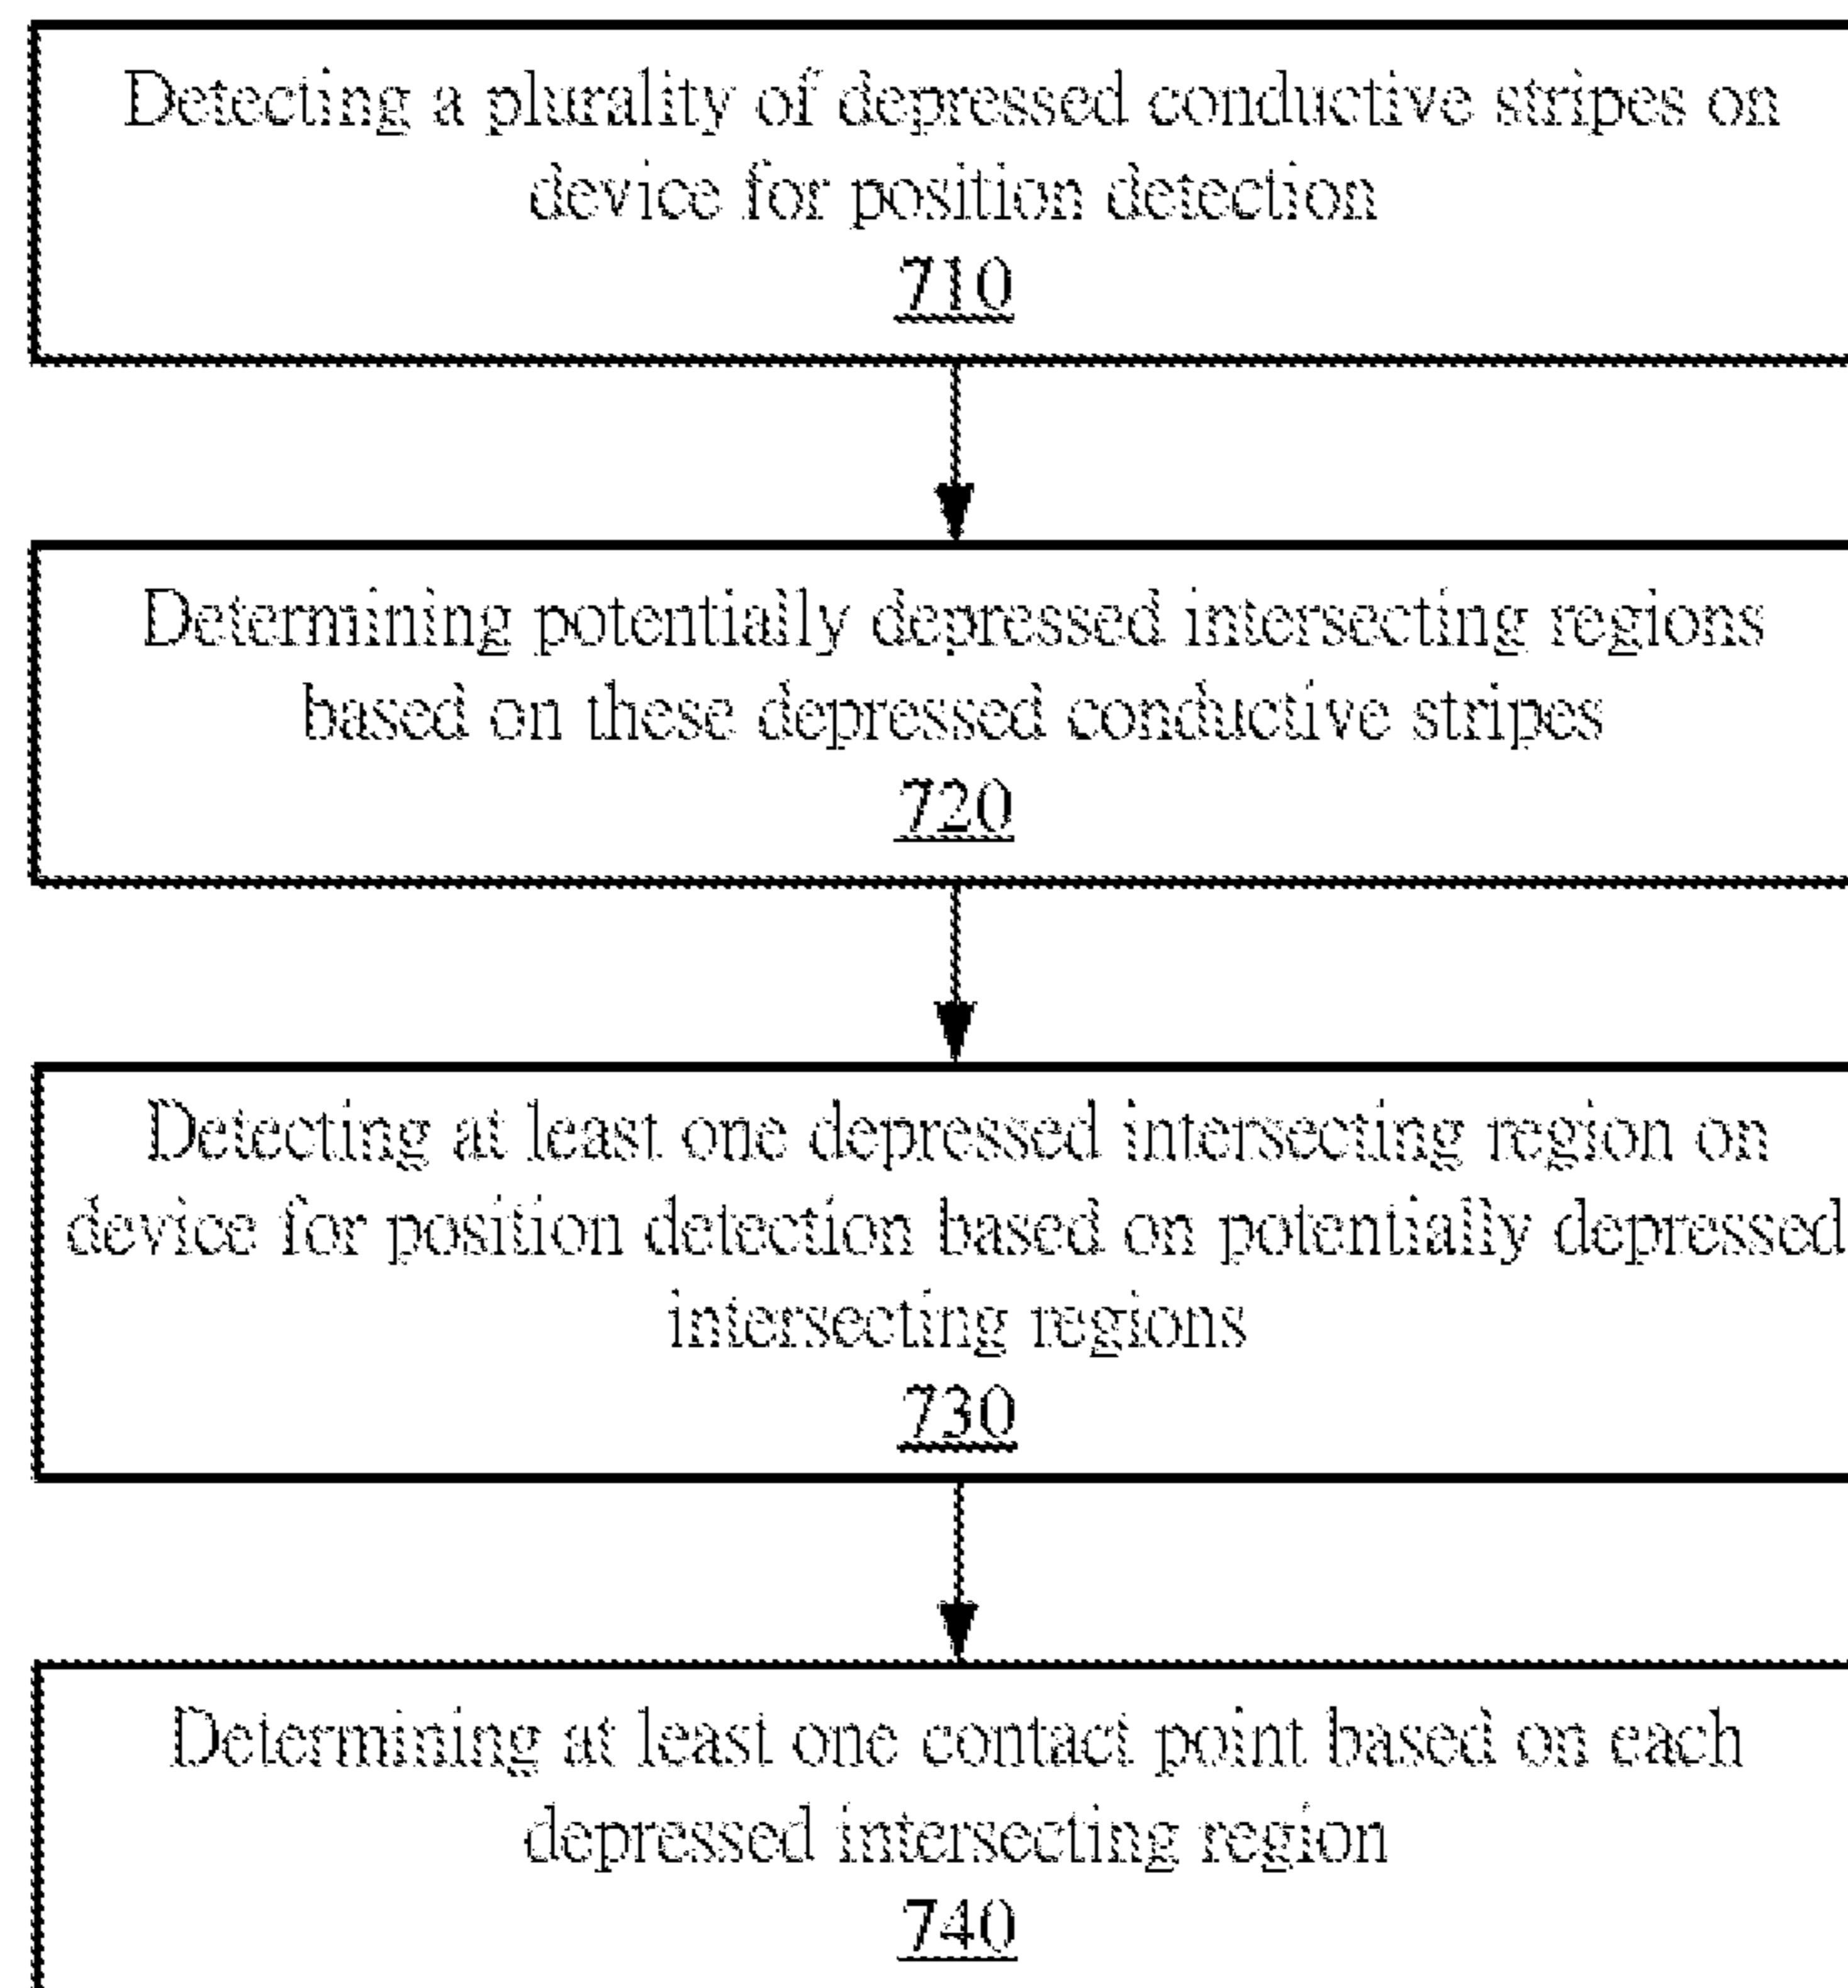 Detecting a plurality of depressed conductive stripes on
device for position detection
710
Determining potentially depressed intersecting regions
based on these depressed conductive stripes
720
Detecting at least one depressed intersecting region on
device for position detection based on potentially depressed
intersecting regions
730
Determining at least one contact point based on each
depressed intersecting region
740